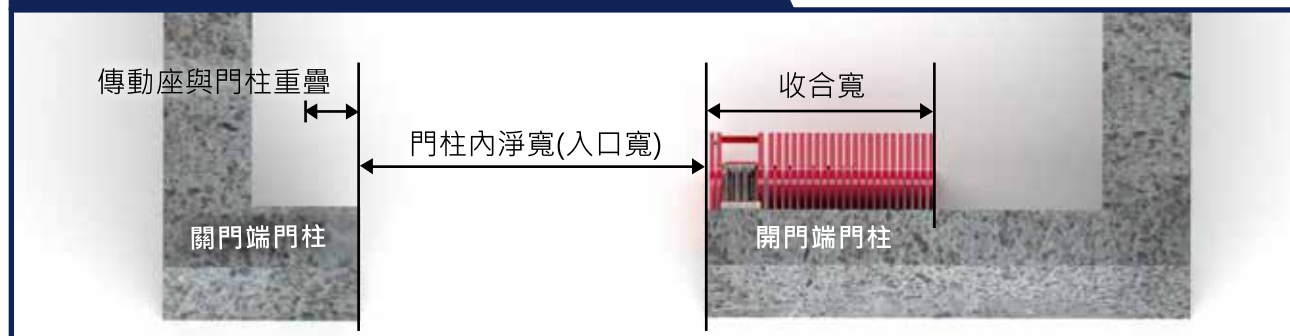 傳動座與門柱重疊
收合寬
門柱內淨寬(入口寬)
關門端門柱
開門端門柱